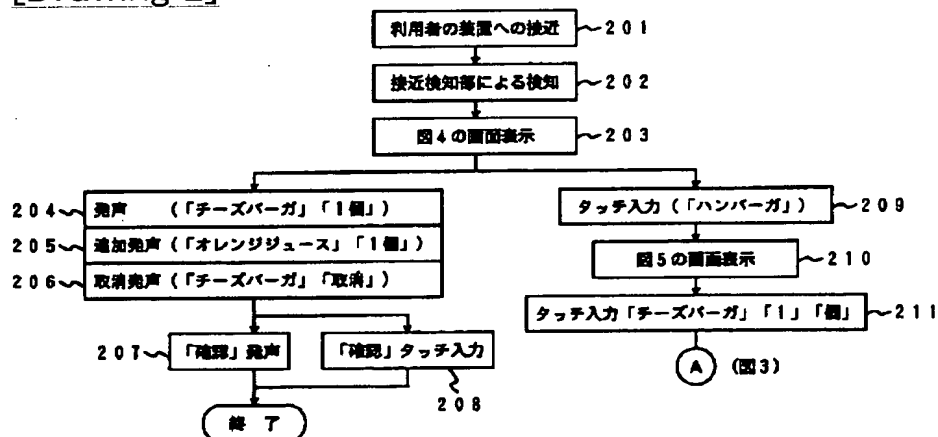 [Drawing 2]
利用者の装置への接近 201
接近検知部による検知 202
図4の画面表示 203
204 発声 (「チーズバーガ」「1個」)
205 追加発声 (「オレンジジュース」「1個」)
206 取消発声 (「チーズバーガ」「取消」)
207 「確認」発声
「確認」タッチ入力
208
終 了
タッチ入力 (「ハンバーガ」) 209
図5の画面表示 210
タッチ入力「チーズバーガ」「1」「個」 211
A (図3)